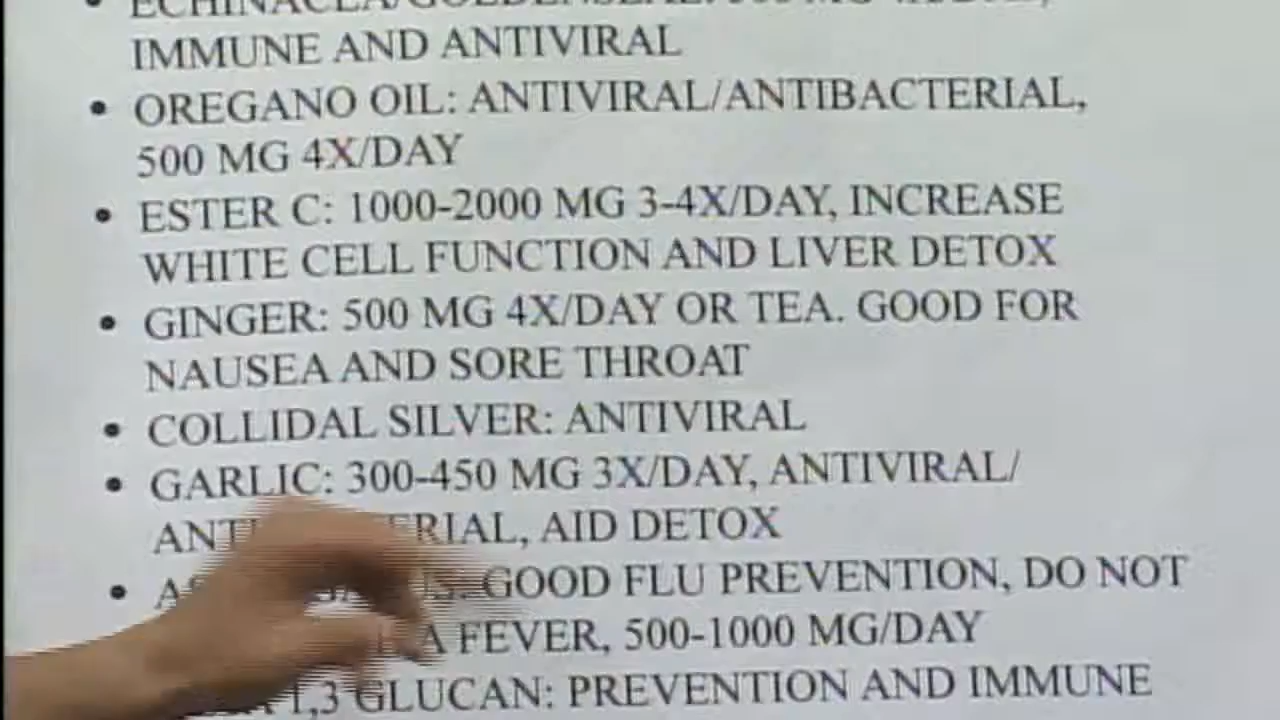 IMMUNE AND ANTIVIRAL
• OREGANO OIL: ANTIVIRAL/ANTIBACTERIAL,
500 MG 4X/DAY
• ESTER C: 1000-2000 MG 3-4X/DAY, INCREASE
WHITE CELL FUNCTION AND LIVER DETOX
• GINGER: 500 MG 4X/DAY OR TEA. GOOD FOR
NAUSEA AND SORE THROAT
• COLLIDAL SILVER: ANTIVIRAL
• GARLIC: 300-450 MG 3X/DAY, ANTIVIRAL/
AID DETOX
• GOOD FLU PREVENTION, DO NOT
A FEVER, 500-1000 MG/DAY
1,3 GLUCAN: PREVENTION AND IMMUNE